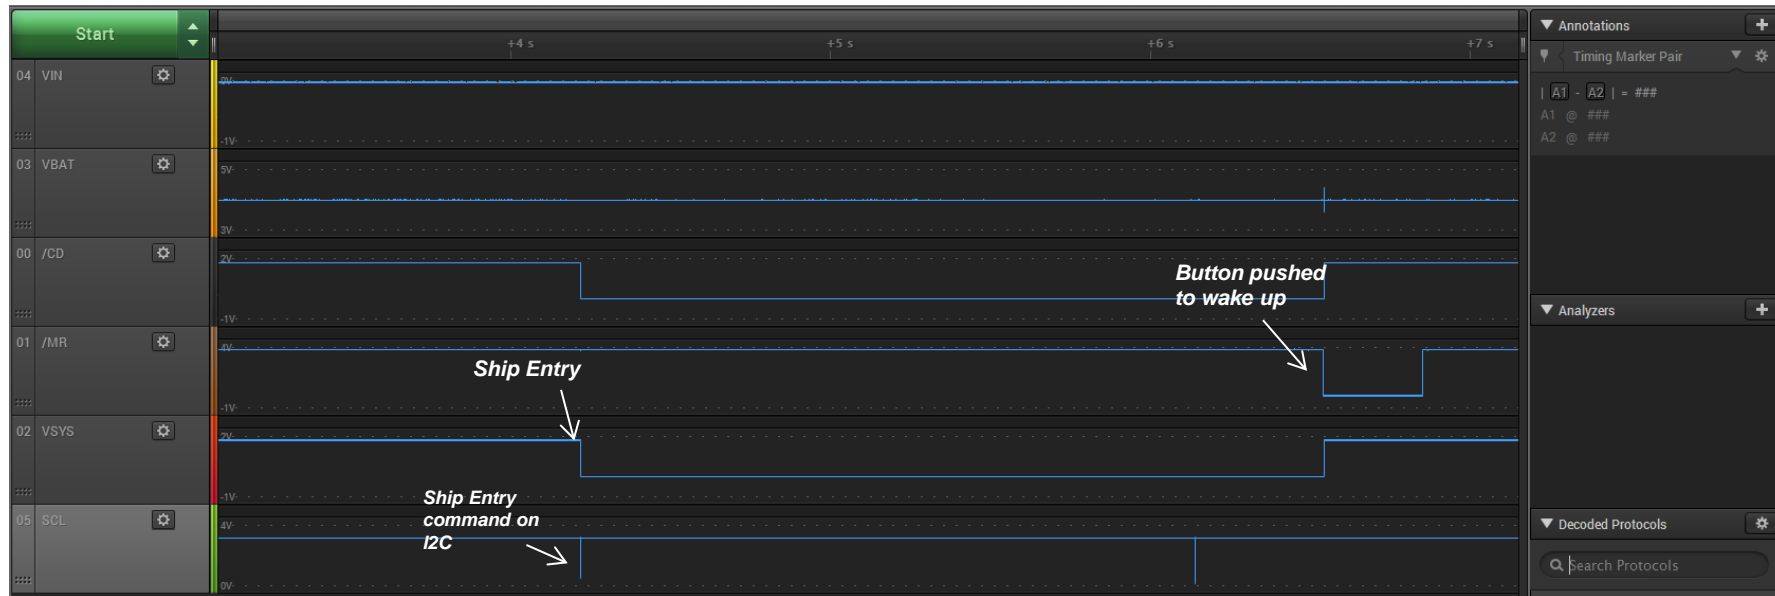 Start
+4 s
+5 s
+6 s
+7 s
04 VIN
0V
-1V
03 VBAT
5V
3V
00 /CD
2V
-1V
01 /MR
4V
-1V
02 VSYS
2V
-1V
05 SCL
4V
0V
Button pushed
to wake up
Ship Entry
Ship Entry
command on
I2C
Annotations
Timing Marker Pair
| A1 - A2 | = ###
A1 @ ###
A2 @ ###
Analyzers
Decoded Protocols
Search Protocols